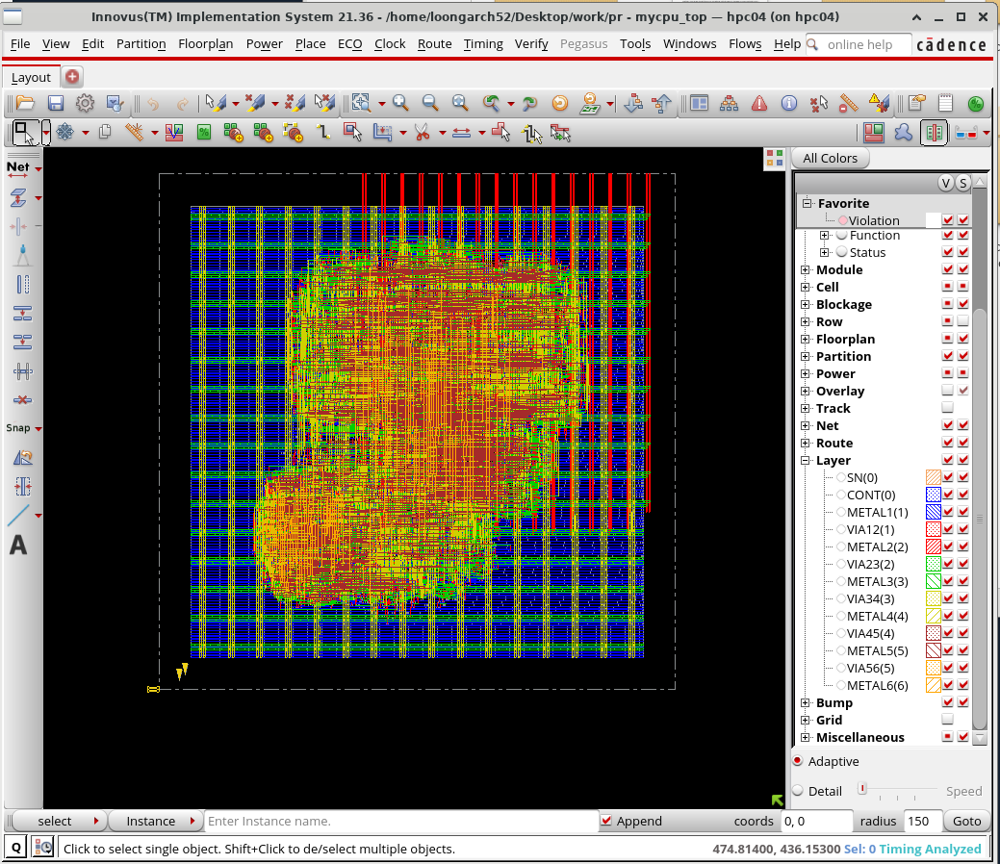 Innovus(TM) Implementation System 21.36 - /home/loongarch52/Desktop/work/pr - mycpu_top — hpc04 (on hpc04)
File View Edit Partition Floorplan Power Place ECO Clock Route Timing Verify Pegasus Tools Windows Flows Help online help cādence
Layout
All Colors
Net
V S
Favorite
Violation
Function
Status
Module
Cell
Blockage
Row
Floorplan
Partition
Power
Overlay
Track
Net
Snap
Route
Layer
SN(0)
CONT(0)
METAL1(1)
VIA12(1)
METAL2(2)
VIA23(2)
METAL3(3)
VIA34(3)
METAL4(4)
VIA45(4)
METAL5(5)
VIA56(5)
METAL6(6)
Bump
Grid
Miscellaneous
A
Adaptive
Detail Speed
select Instance Enter Instance name. Append coords 0, 0 radius 150 Goto
Q Click to select single object. Shift+Click to de/select multiple objects. 474.81400, 436.15300 Sel: 0 Timing Analyzed